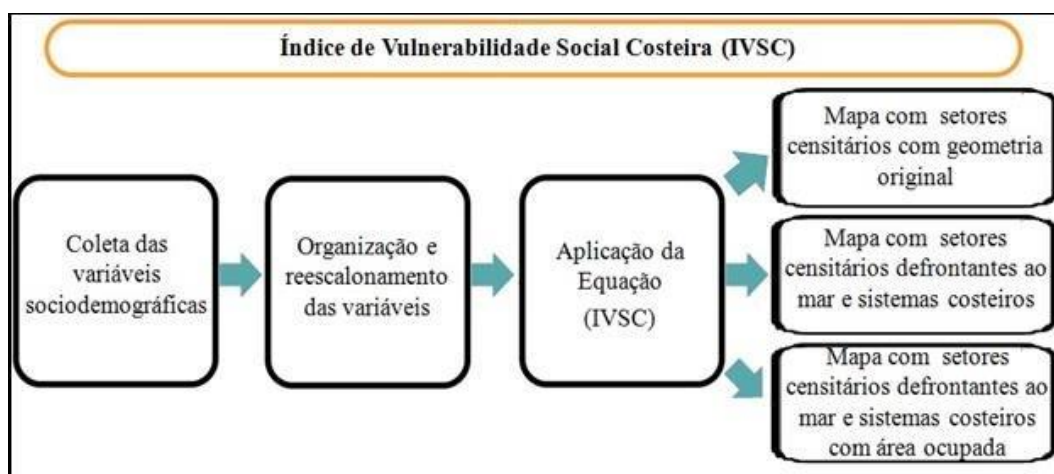 Índice de Vulnerabilidade Social Costeira (IVSC)
Coleta das
variáveis
sociodemográficas
Organização e
reescalonamento
das variáveis
Aplicação da
Equação
(IVSC)
Mapa com setores
censitários com geometria
original
Mapa com setores
censitários defrontantes ao
mar e sistemas costeiros
Mapa com setores
censitários defrontantes ao
mar e sistemas costeiros
com área ocupada